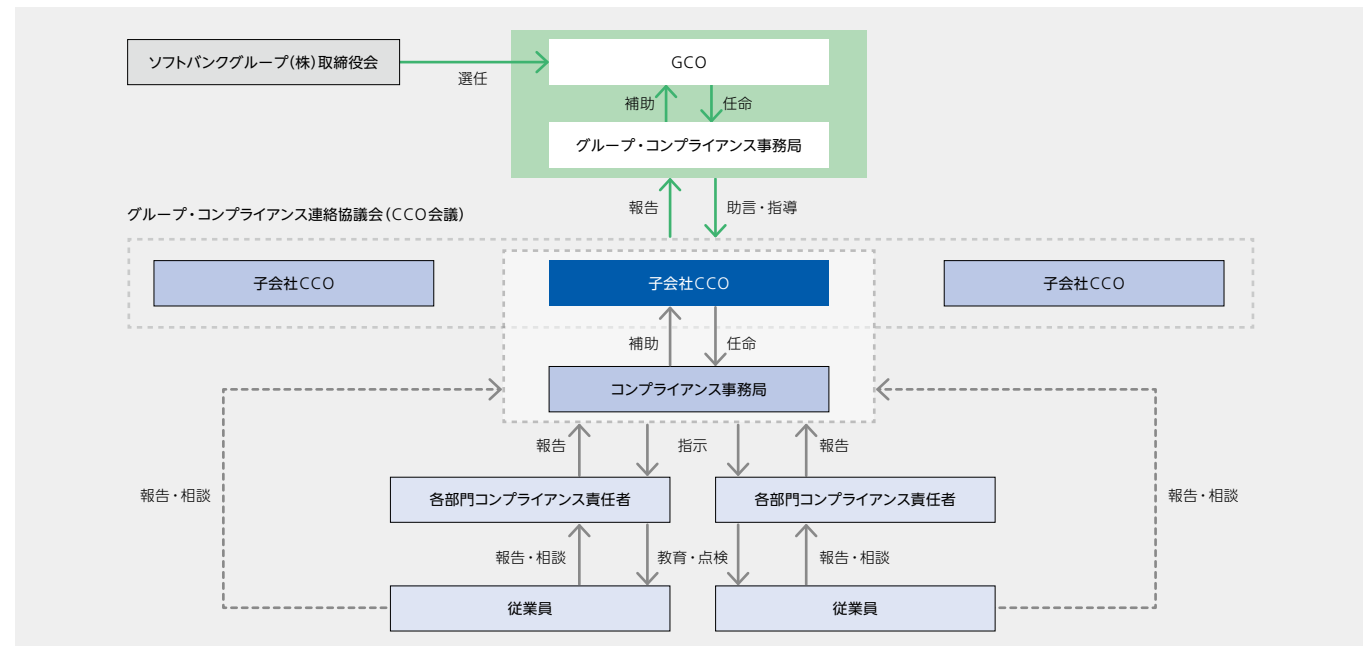 ソフトバンクグループ(株)取締役会
選任
GCO
補助
任命
グループ・コンプライアンス事務局
報告
助言・指導
グループ・コンプライアンス連絡協議会(CCO会議)
子会社CCO
子会社CCO
子会社CCO
補助
任命
コンプライアンス事務局
報告
指示
報告
報告・相談
各部門コンプライアンス責任者
各部門コンプライアンス責任者
報告・相談
報告・相談
教育・点検
報告・相談
従業員
従業員